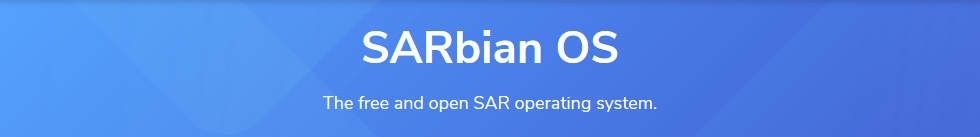 SARbian OS
The free and open SAR operating system.